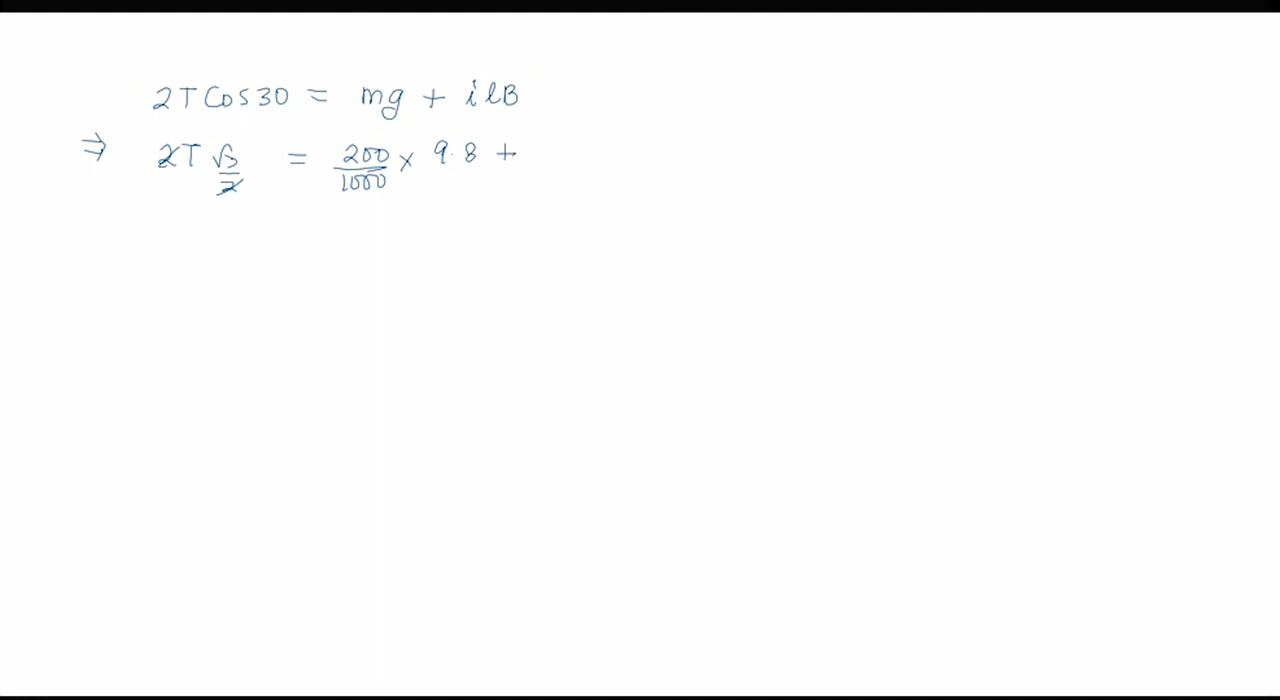 2T Cos30 = mg + ilB
⇒ 2T √3/2 = 200/1000 × 9.8 +